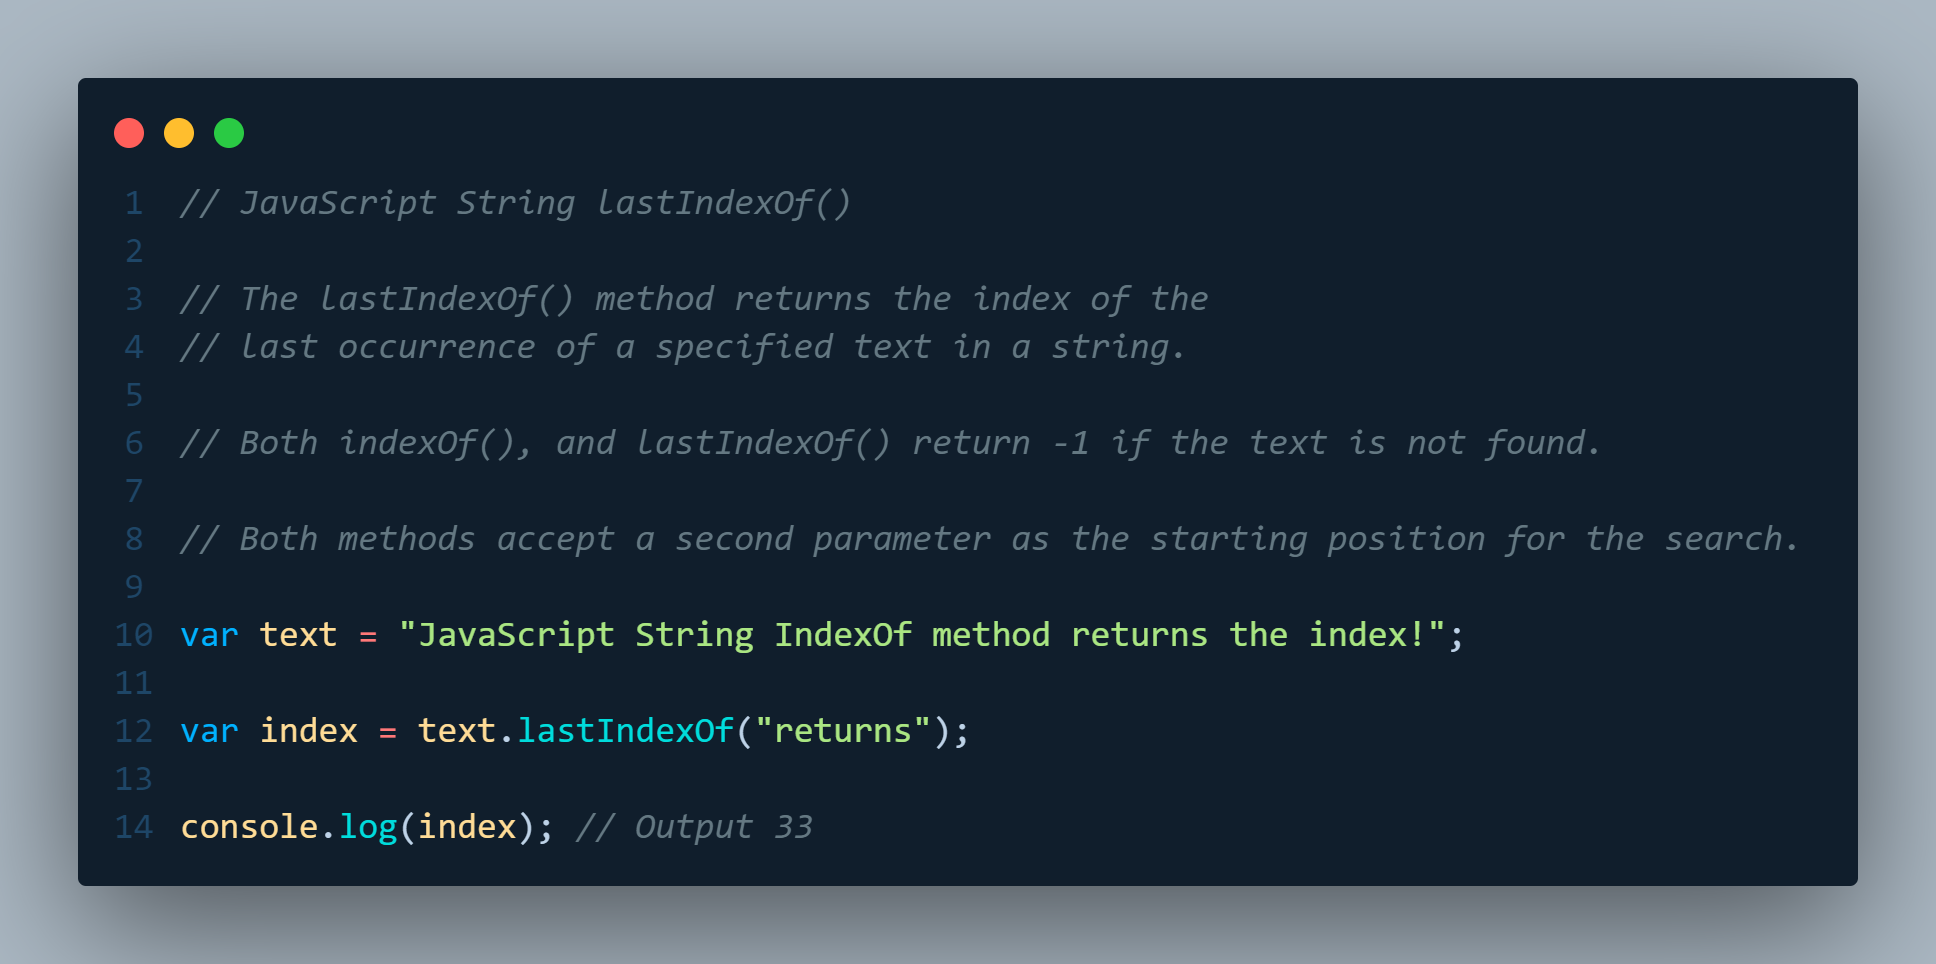 1 // JavaScript String lastIndexOf()
2
3 // The lastIndexOf() method returns the index of the
4 // last occurrence of a specified text in a string.
5
6 // Both indexOf(), and lastIndexOf() return -1 if the text is not found.
7
8 // Both methods accept a second parameter as the starting position for the search.
9
10 var text = "JavaScript String IndexOf method returns the index!";
11
12 var index = text.lastIndexOf("returns");
13
14 console.log(index); // Output 33